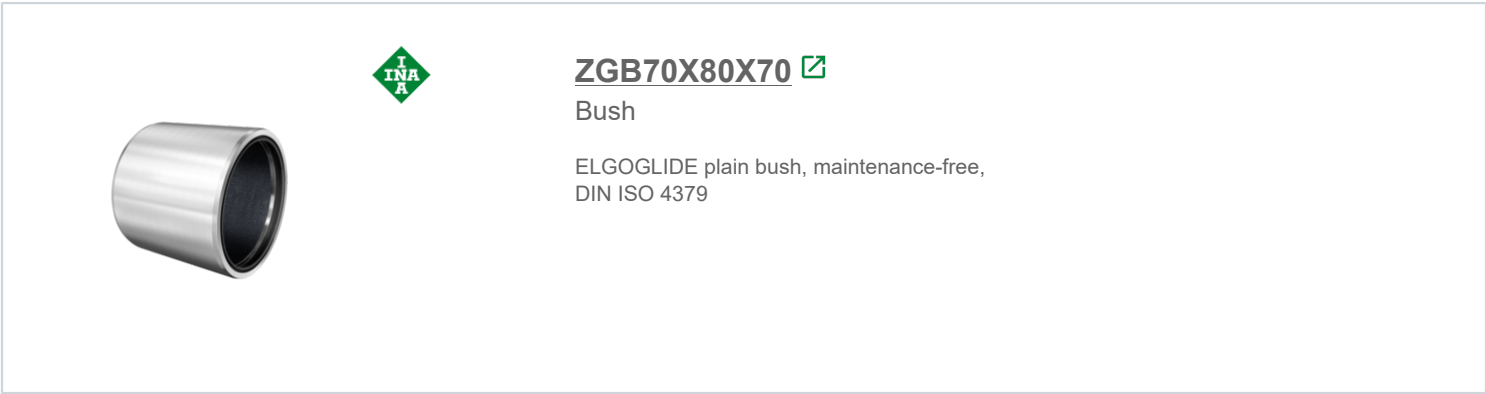 I
INA
A
ZGB70X80X70
Bush
ELGOGLIDE plain bush, maintenance-free,
DIN ISO 4379